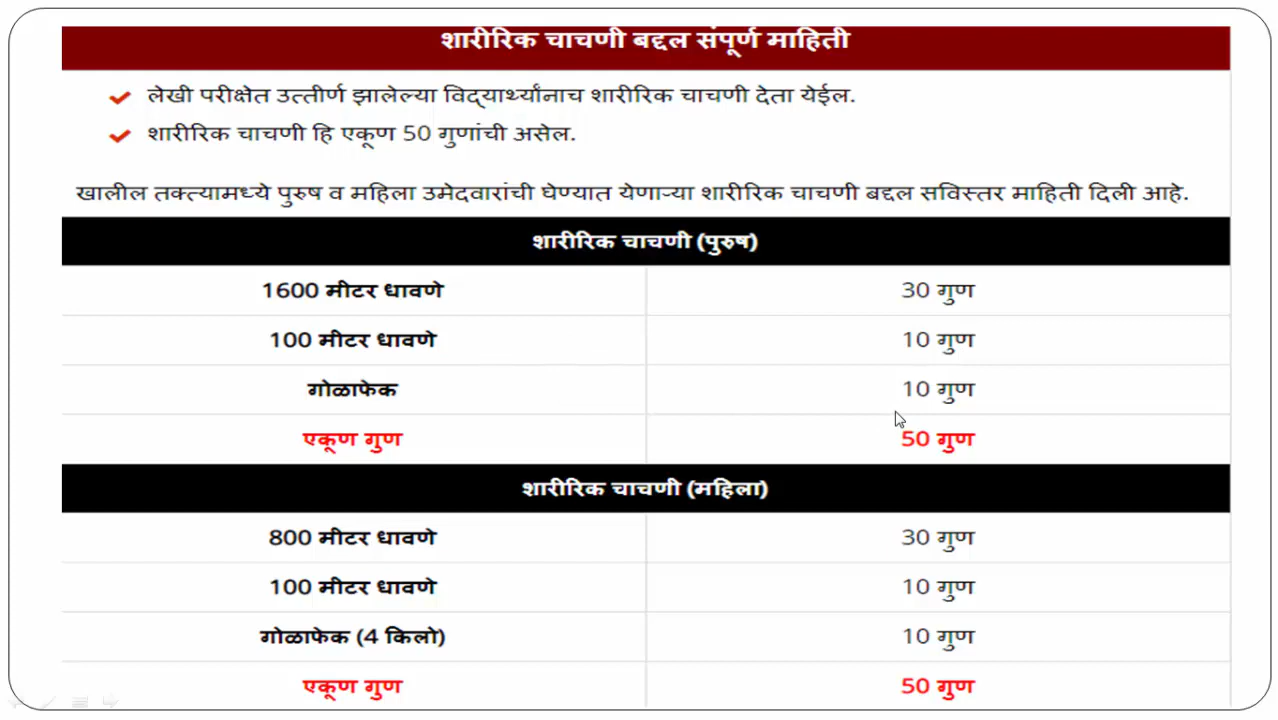 शारीरिक चाचणी बद्दल संपूर्ण माहिती
लेखी परीक्षेत उत्तीर्ण झालेल्या विद्यार्थ्यांनाच शारीरिक चाचणी देता येईल.
शारीरिक चाचणी हि एकूण 50 गुणांची असेल.
खालील तक्त्यामध्ये पुरुष व महिला उमेदवारांची घेण्यात येणाऱ्या शारीरिक चाचणी बद्दल सविस्तर माहिती दिली आहे.
शारीरिक चाचणी (पुरुष)
1600 मीटर धावणे 30 गुण
100 मीटर धावणे 10 गुण
गोळाफेक 10 गुण
एकूण गुण 50 गुण
शारीरिक चाचणी (महिला)
800 मीटर धावणे 30 गुण
100 मीटर धावणे 10 गुण
गोळाफेक (4 किलो) 10 गुण
एकूण गुण 50 गुण